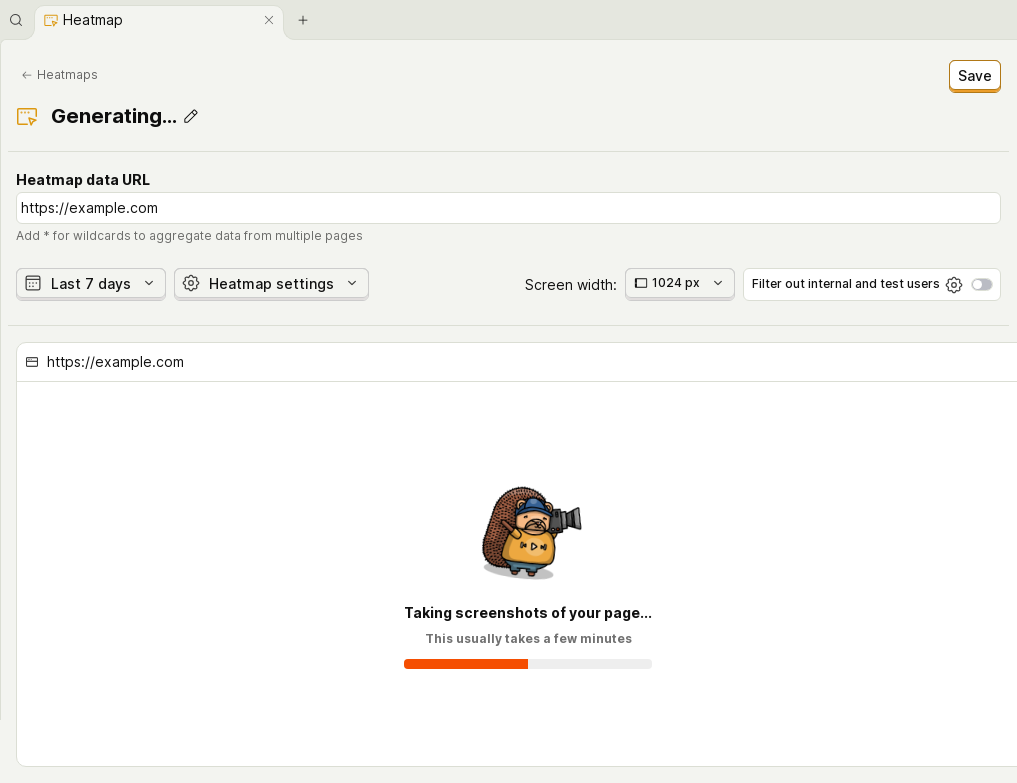 Heatmap
Heatmaps
Save
Generating...
Heatmap data URL
https://example.com
Add * for wildcards to aggregate data from multiple pages
Last 7 days
Heatmap settings
Screen width:
1024 px
Filter out internal and test users
https://example.com
Taking screenshots of your page...
This usually takes a few minutes